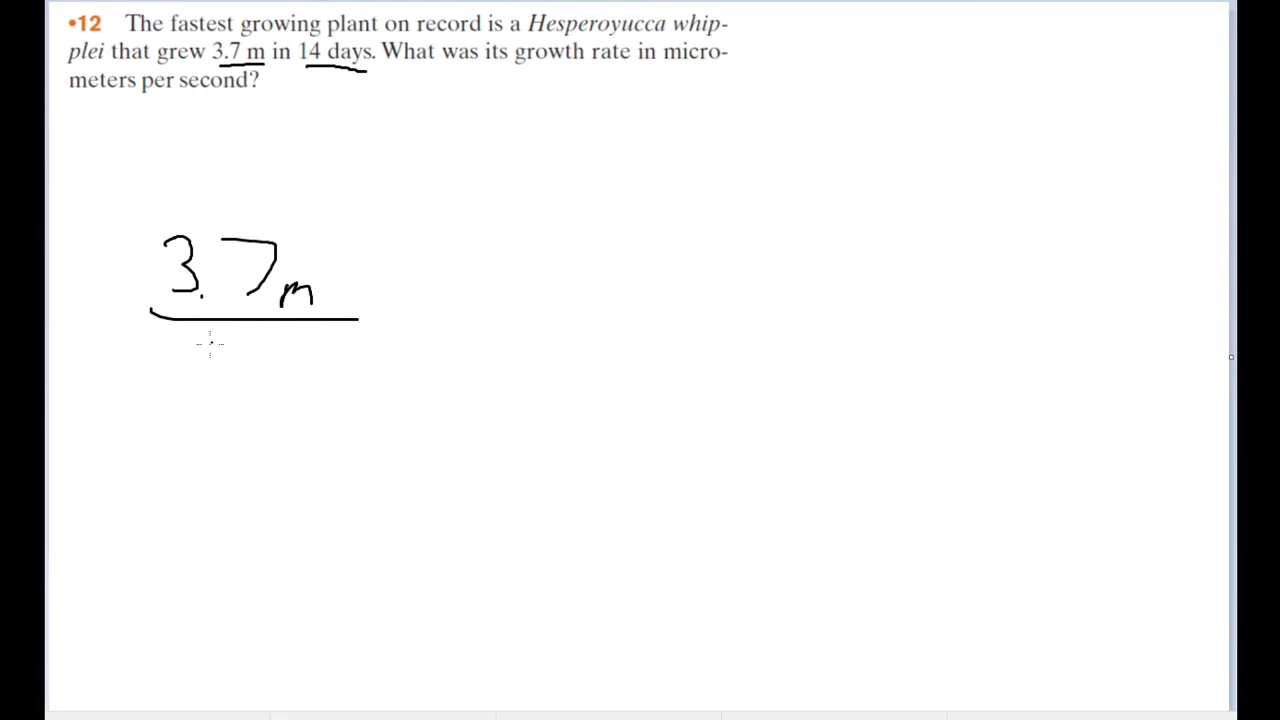 •12 The fastest growing plant on record is a Hesperoyucca whip-
plei that grew 3.7 m in 14 days. What was its growth rate in micro-
meters per second?
3.7m